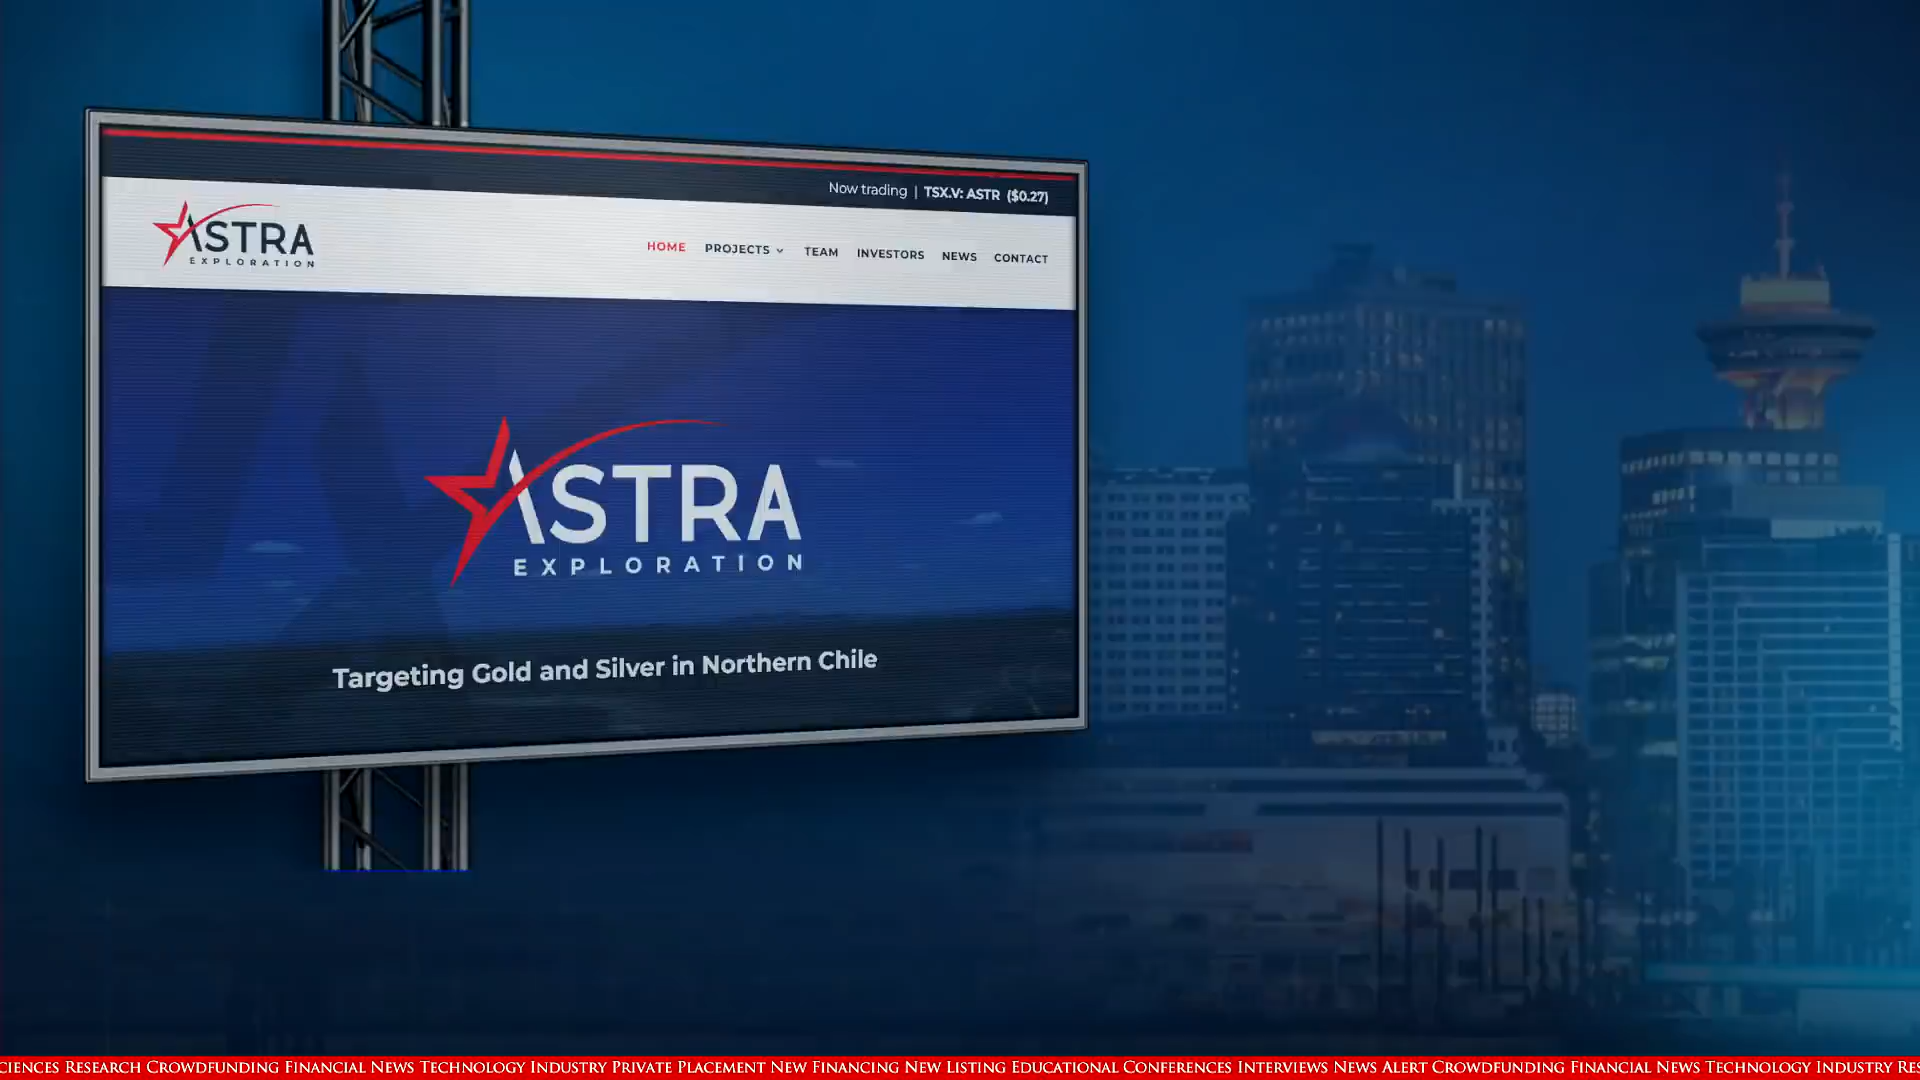 Now trading | TSX.V: ASTR ($0.27)
ASTRA
EXPLORATION
HOME PROJECTS TEAM INVESTORS NEWS CONTACT
ASTRA
EXPLORATION
Targeting Gold and Silver in Northern Chile
CIENCES RESEARCH CROWDFUNDING FINANCIAL NEWS TECHNOLOGY INDUSTRY PRIVATE PLACEMENT NEW FINANCING NEW LISTING EDUCATIONAL CONFERENCES INTERVIEWS NEWS ALERT CROWDFUNDING FINANCIAL NEWS TECHNOLOGY INDUSTRY RES